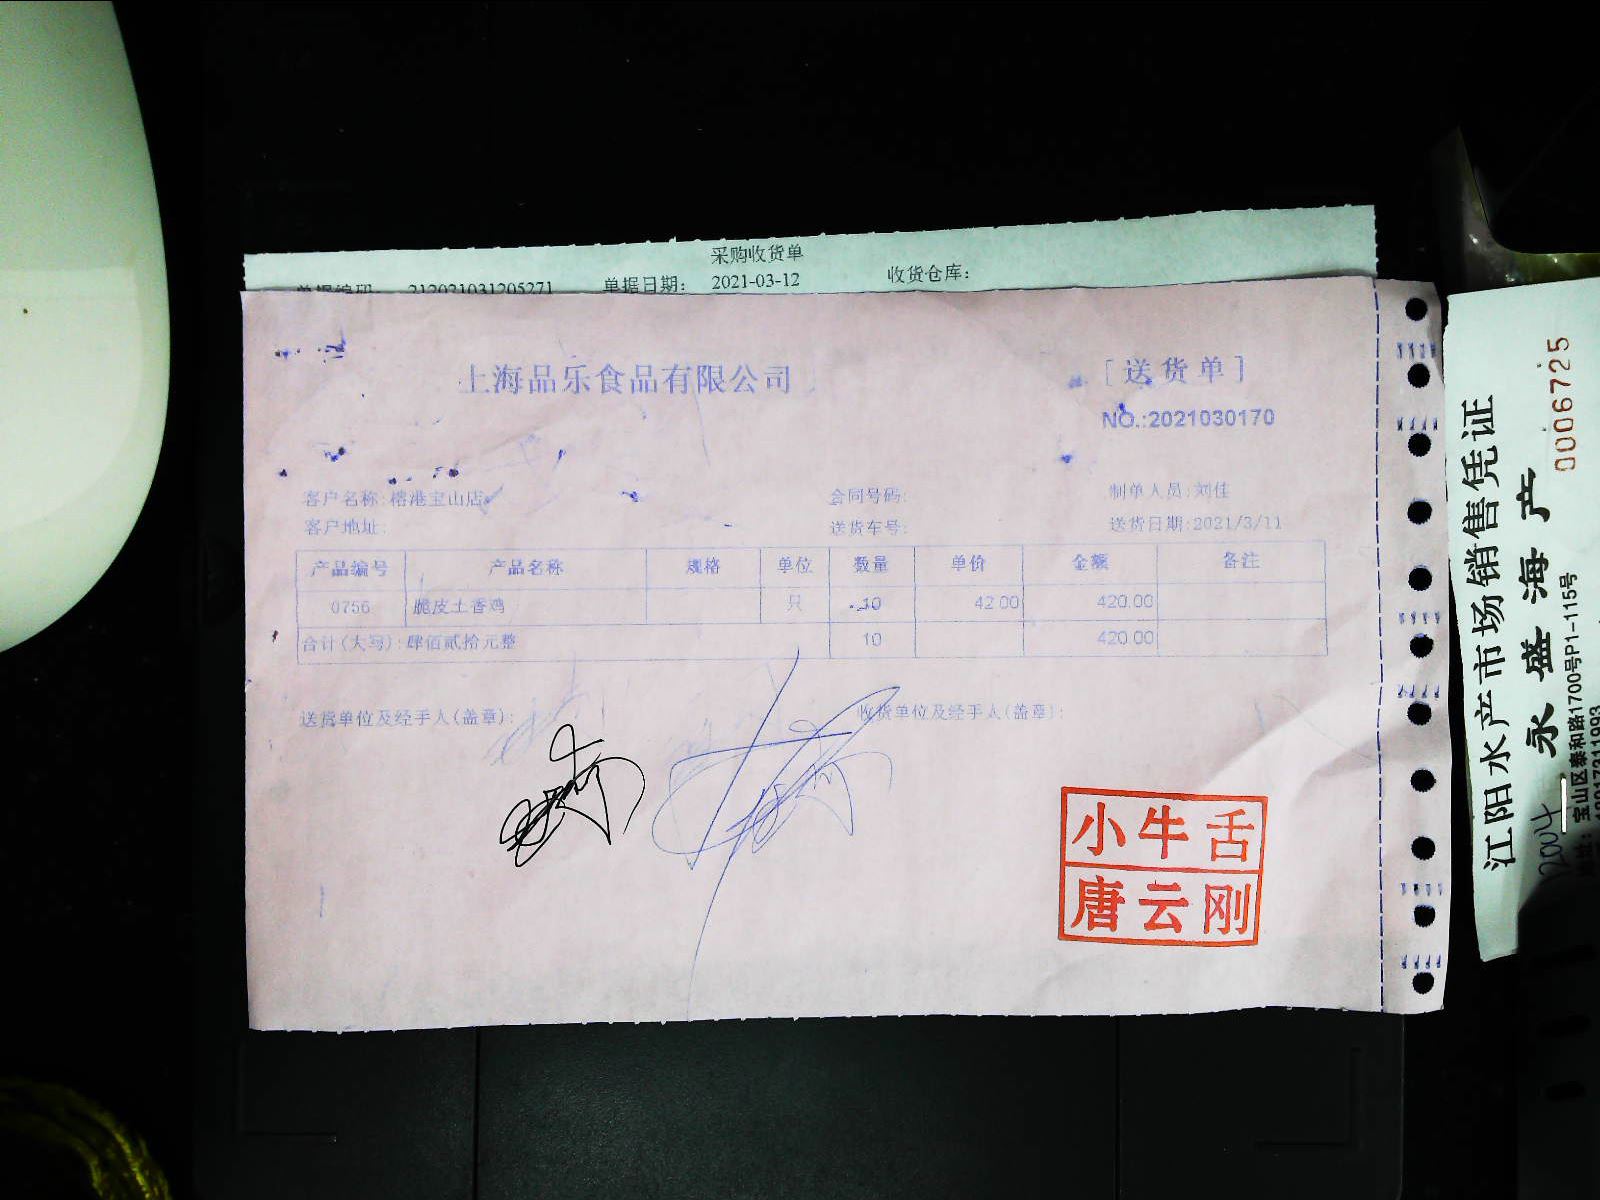 采购收货单
单据编码: 212021031205271 单据日期: 2021-03-12 收货仓库:
上海品乐食品有限公司
[送货单]
NO.:2021030170
客户名称:榕港宝山店 合同号码: 制单人员:刘佳
客户地址: 送货车号: 送货日期:2021/3/11
产品编号 产品名称 规格 单位 数量 单价 金额 备注
0756 脆皮土香鸡 只 10 42.00 420.00
合计(大写):肆佰贰拾元整 10 420.00
送货单位及经手人(盖章): 收货单位及经手人(盖章):
小牛舌
唐云刚
江阳水产市场销售凭证
0006725
永盛海产
宝山区泰和路1700号P1-115号